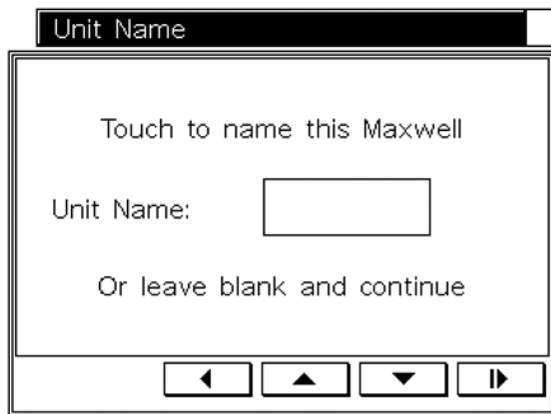 Unit Name
Touch to name this Maxwell
Unit Name:
Or leave blank and continue